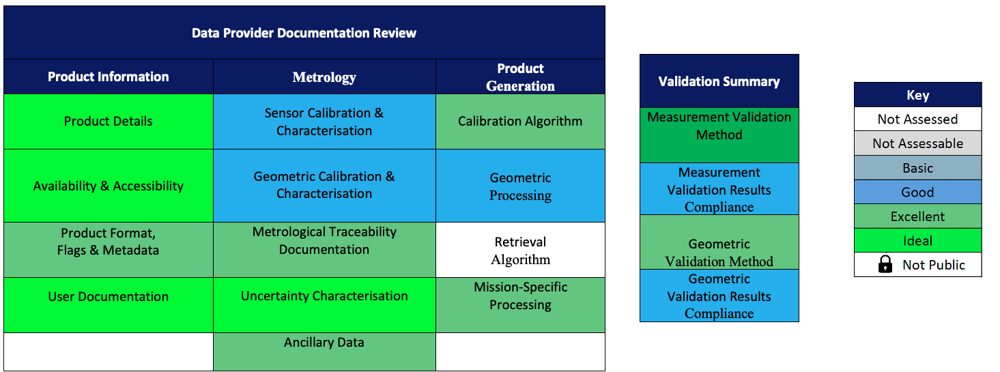 Data Provider Documentation Review
Product Information
Metrology
Product
Generation
Product Details
Sensor Calibration &
Characterisation
Calibration Algorithm
Availability & Accessibility
Geometric Calibration &
Characterisation
Geometric
Processing
Product Format,
Flags & Metadata
Metrological Traceability
Documentation
Retrieval
Algorithm
User Documentation
Uncertainty Characterisation
Mission-Specific
Processing
Ancillary Data
Validation Summary
Measurement Validation
Method
Measurement
Validation Results
Compliance
Geometric
Validation Method
Geometric
Validation Results
Compliance
Key
Not Assessed
Not Assessable
Basic
Good
Excellent
Ideal
Not Public